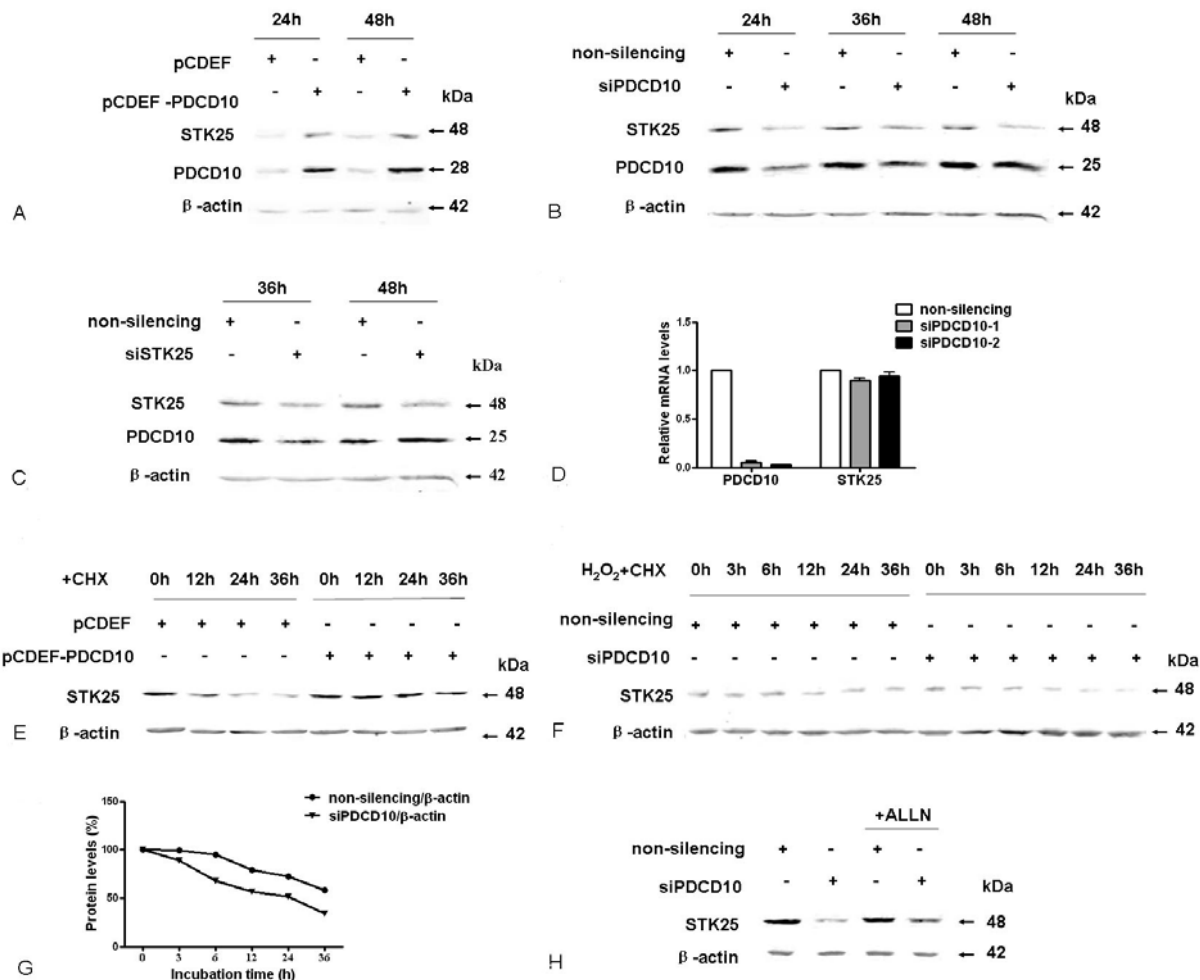 24h 48h
pCDEF + - + -
pCDEF -PDCD10 - + - + kDa
STK25 ← 48
PDCD10 ← 28
β -actin ← 42
A
24h 36h 48h
non-silencing + - + - + -
siPDCD10 - + - + - + kDa
STK25 ← 48
PDCD10 ← 25
β -actin ← 42
B
36h 48h
non-silencing + - + -
siSTK25 - + - + kDa
STK25 ← 48
PDCD10 ← 25
β -actin ← 42
C
non-silencing
siPDCD10-1
siPDCD10-2
Relative mRNA levels
1.5
1.0
0.5
0.0
PDCD10 STK25
D
+CHX 0h 12h 24h 36h 0h 12h 24h 36h
pCDEF + + + + - - - -
pCDEF-PDCD10 - - - - + + + + kDa
STK25 ← 48
β -actin ← 42
E
H₂O₂+CHX 0h 3h 6h 12h 24h 36h 0h 3h 6h 12h 24h 36h
non-silencing + + + + + + - - - - - -
siPDCD10 - - - - - - + + + + + + kDa
STK25 ← 48
β -actin ← 42
F
non-silencing/β-actin
siPDCD10/β-actin
Protein levels (%)
150
100
50
0
0 3 6 12 24 36
Incubation time (h)
G
+ALLN
non-silencing + - + -
siPDCD10 - + - + kDa
STK25 ← 48
β -actin ← 42
H